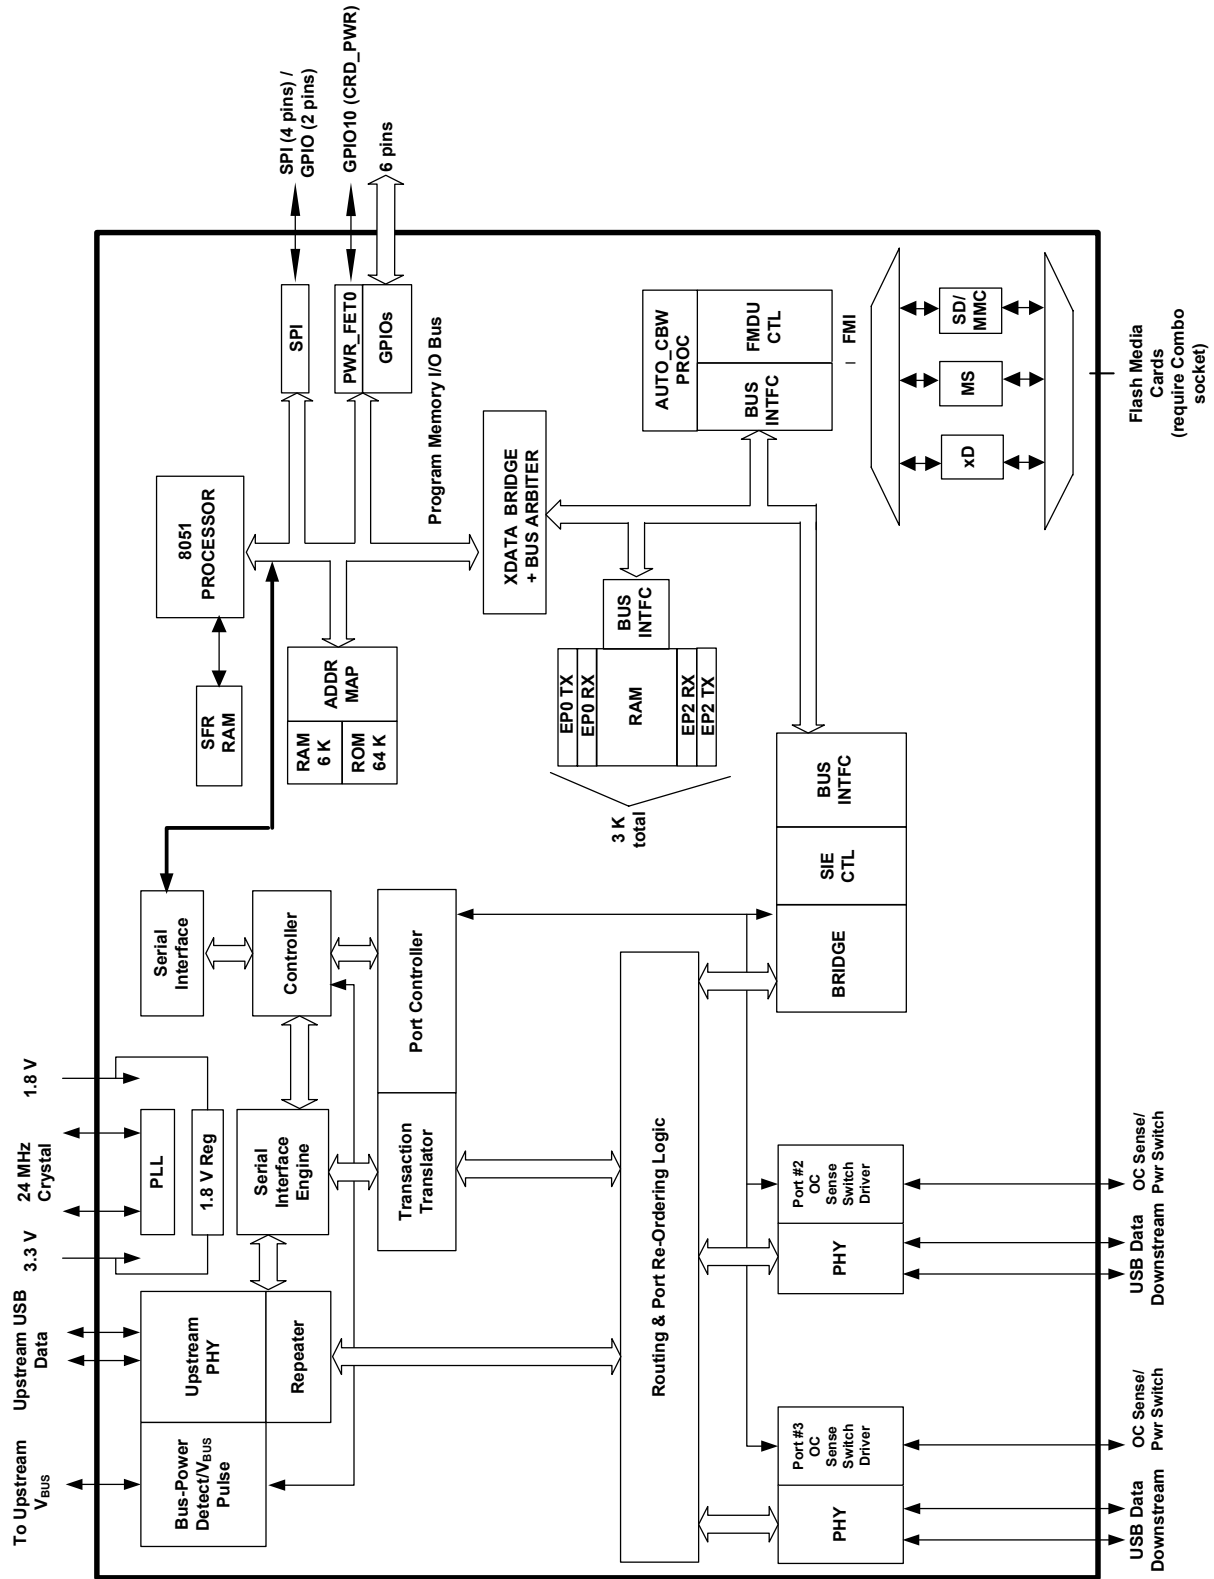 To Upstream
VBUS
Upstream USB
Data
3.3 V
24 MHz
Crystal
1.8 V
Bus-Power
Detect/VBUS
Pulse
Upstream
PHY
Repeater
PLL
1.8 V Reg
Serial
Interface
Engine
Serial
Interface
Controller
Transaction
Translator
Port Controller
SFR
RAM
8051
PROCESSOR
RAM
6 K
ROM
64 K
ADDR
MAP
SPI
PWR_FET0
GPIOs
SPI (4 pins) /
GPIO (2 pins)
GPIO10 (CRD_PWR)
6 pins
Program Memory I/O Bus
XDATA BRIDGE
+ BUS ARBITER
Routing & Port Re-Ordering Logic
3 K
total
EP0 TX
EP0 RX
RAM
EP2 RX
EP2 TX
BUS
INTFC
AUTO_CBW
PROC
BUS
INTFC
FMDU
CTL
FMI
PHY
Port #3
OC
Sense
Switch
Driver
PHY
Port #2
OC
Sense
Switch
Driver
BRIDGE
SIE
CTL
BUS
INTFC
xD
MS
SD/
MMC
USB Data
Downstream
OC Sense/
Pwr Switch
USB Data
Downstream
OC Sense/
Pwr Switch
Flash Media
Cards
(require Combo
socket)